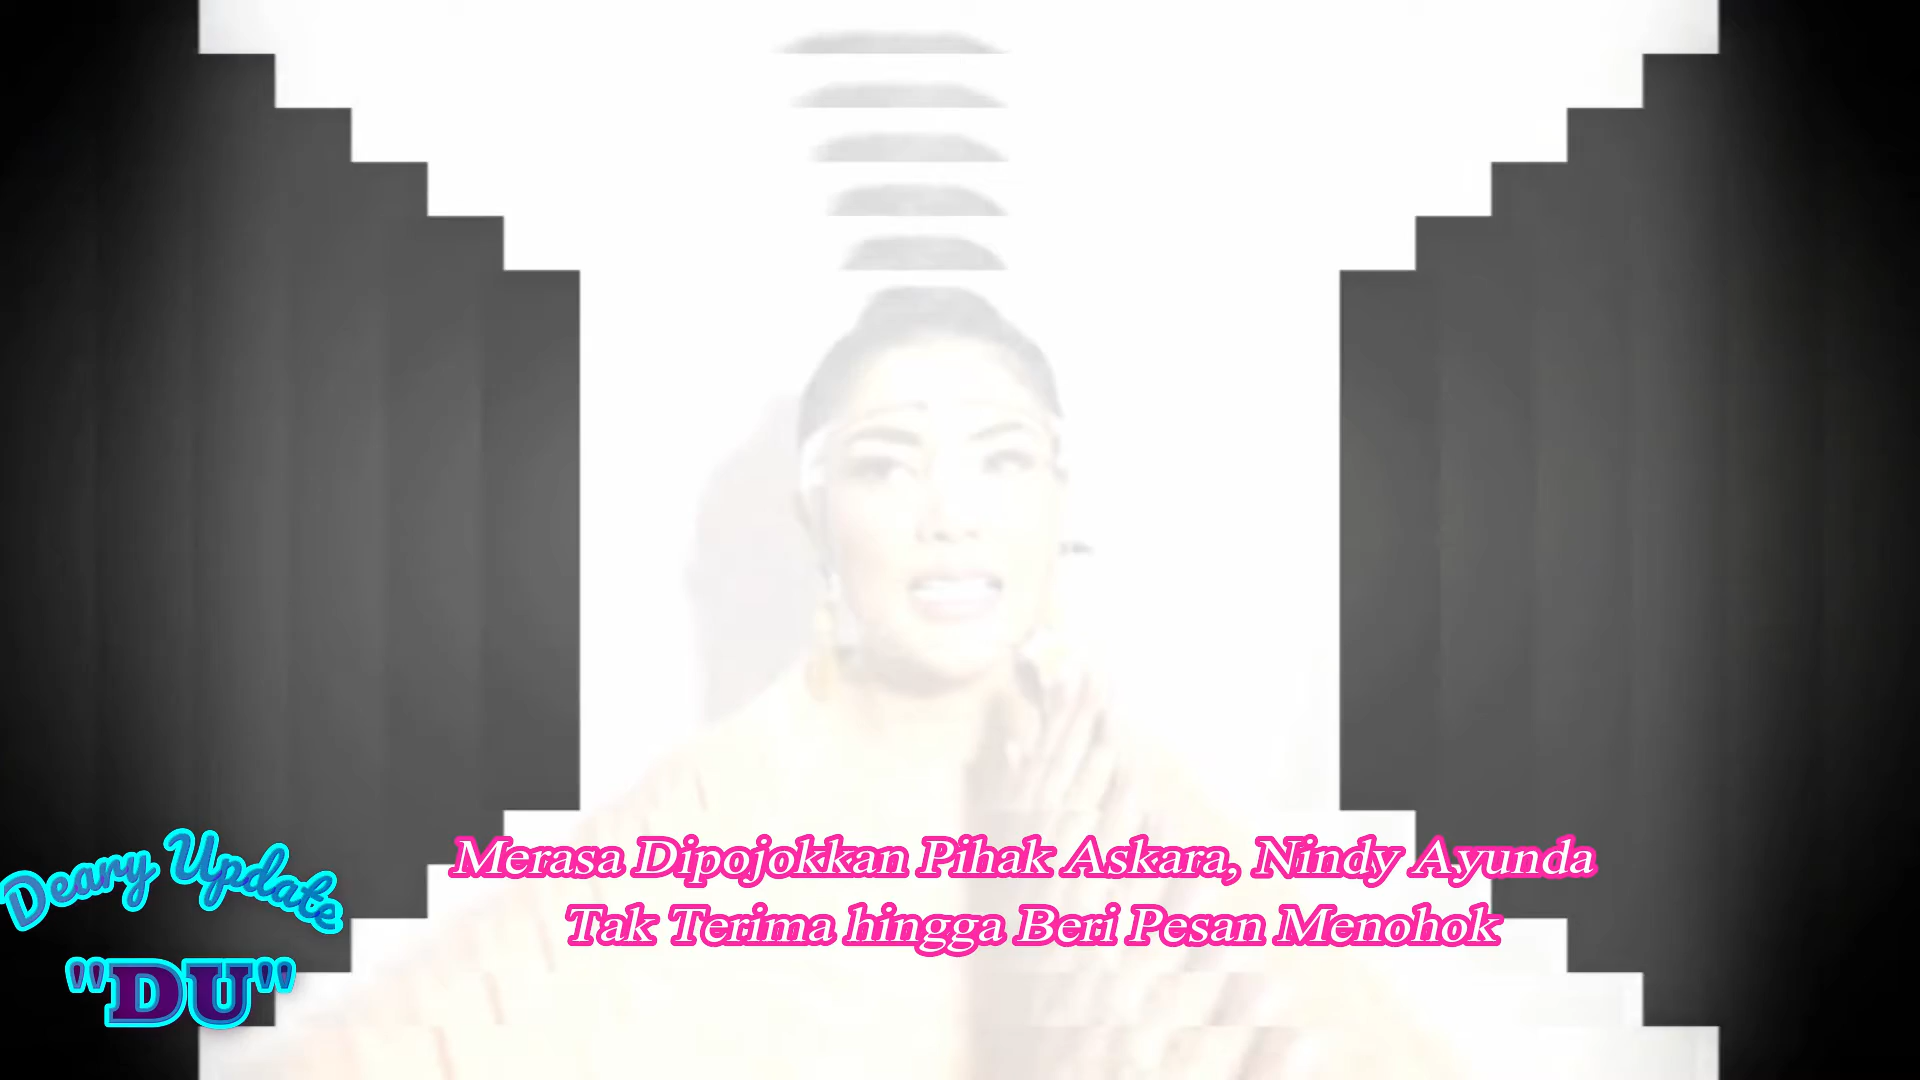 Merasa Dipojokkan Pihak Askara, Nindy Ayunda
Tak Terima hingga Beri Pesan Menohok
Deary Update
"DU"